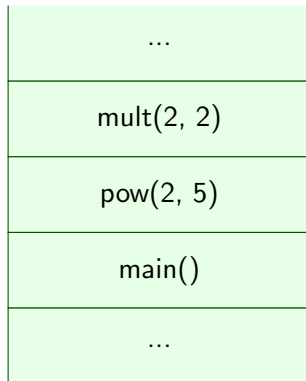 ...
mult(2, 2)
pow(2, 5)
main()
...